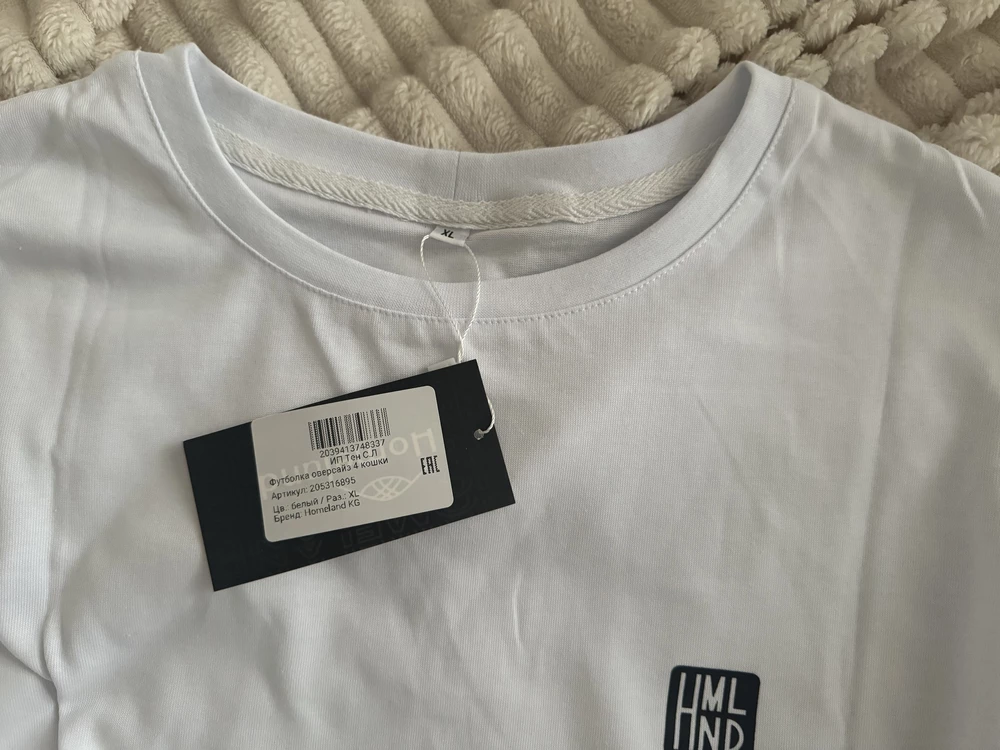 XL
2039413748337
ИП Тен С.Л
Футболка оверсайз 4 кошки
Артикул: 205316895
Цв.: белый / Раз.: XL
Бренд: Homeland KG
EAC
HML
HND